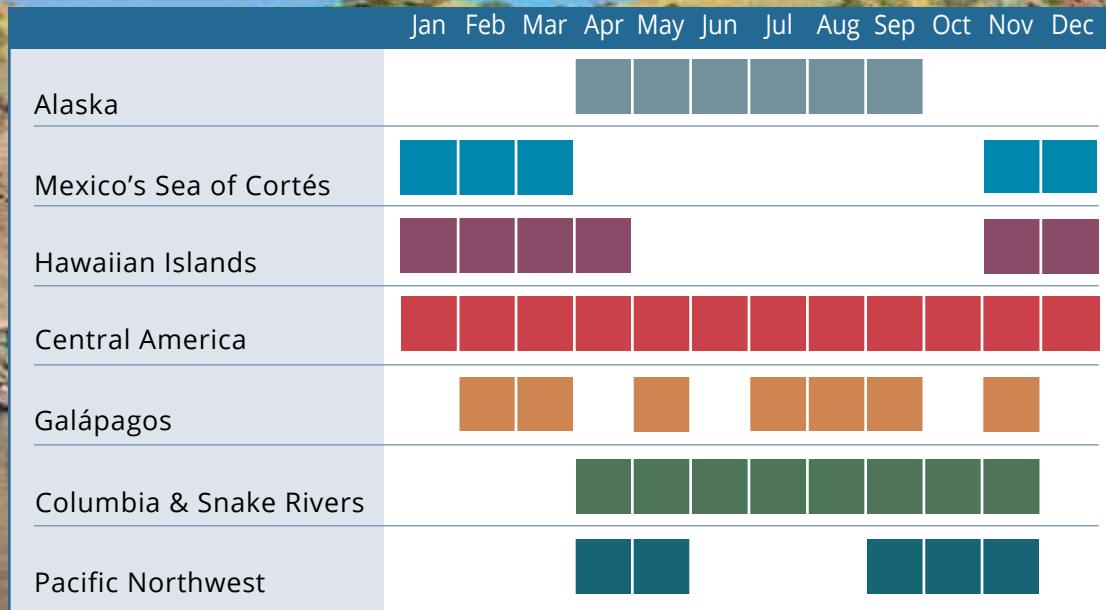 Jan Feb Mar Apr May Jun Jul Aug Sep Oct Nov Dec
Alaska
Mexico’s Sea of Cortés
Hawaiian Islands
Central America
Galápagos
Columbia & Snake Rivers
Pacific Northwest